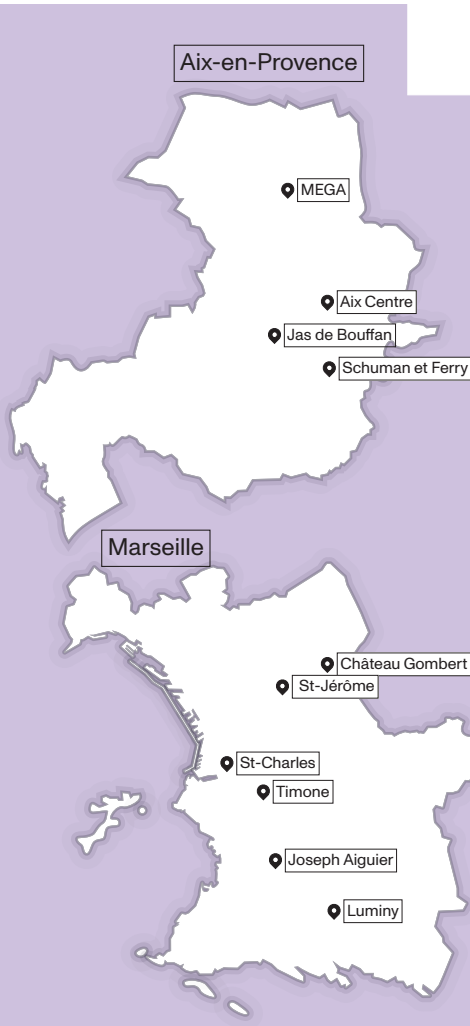 Aix-en-Provence
MEGA
Aix Centre
Jas de Bouffan
Schuman et Ferry
Marseille
Château Gombert
St-Jérôme
St-Charles
Timone
Joseph Aiguier
Luminy